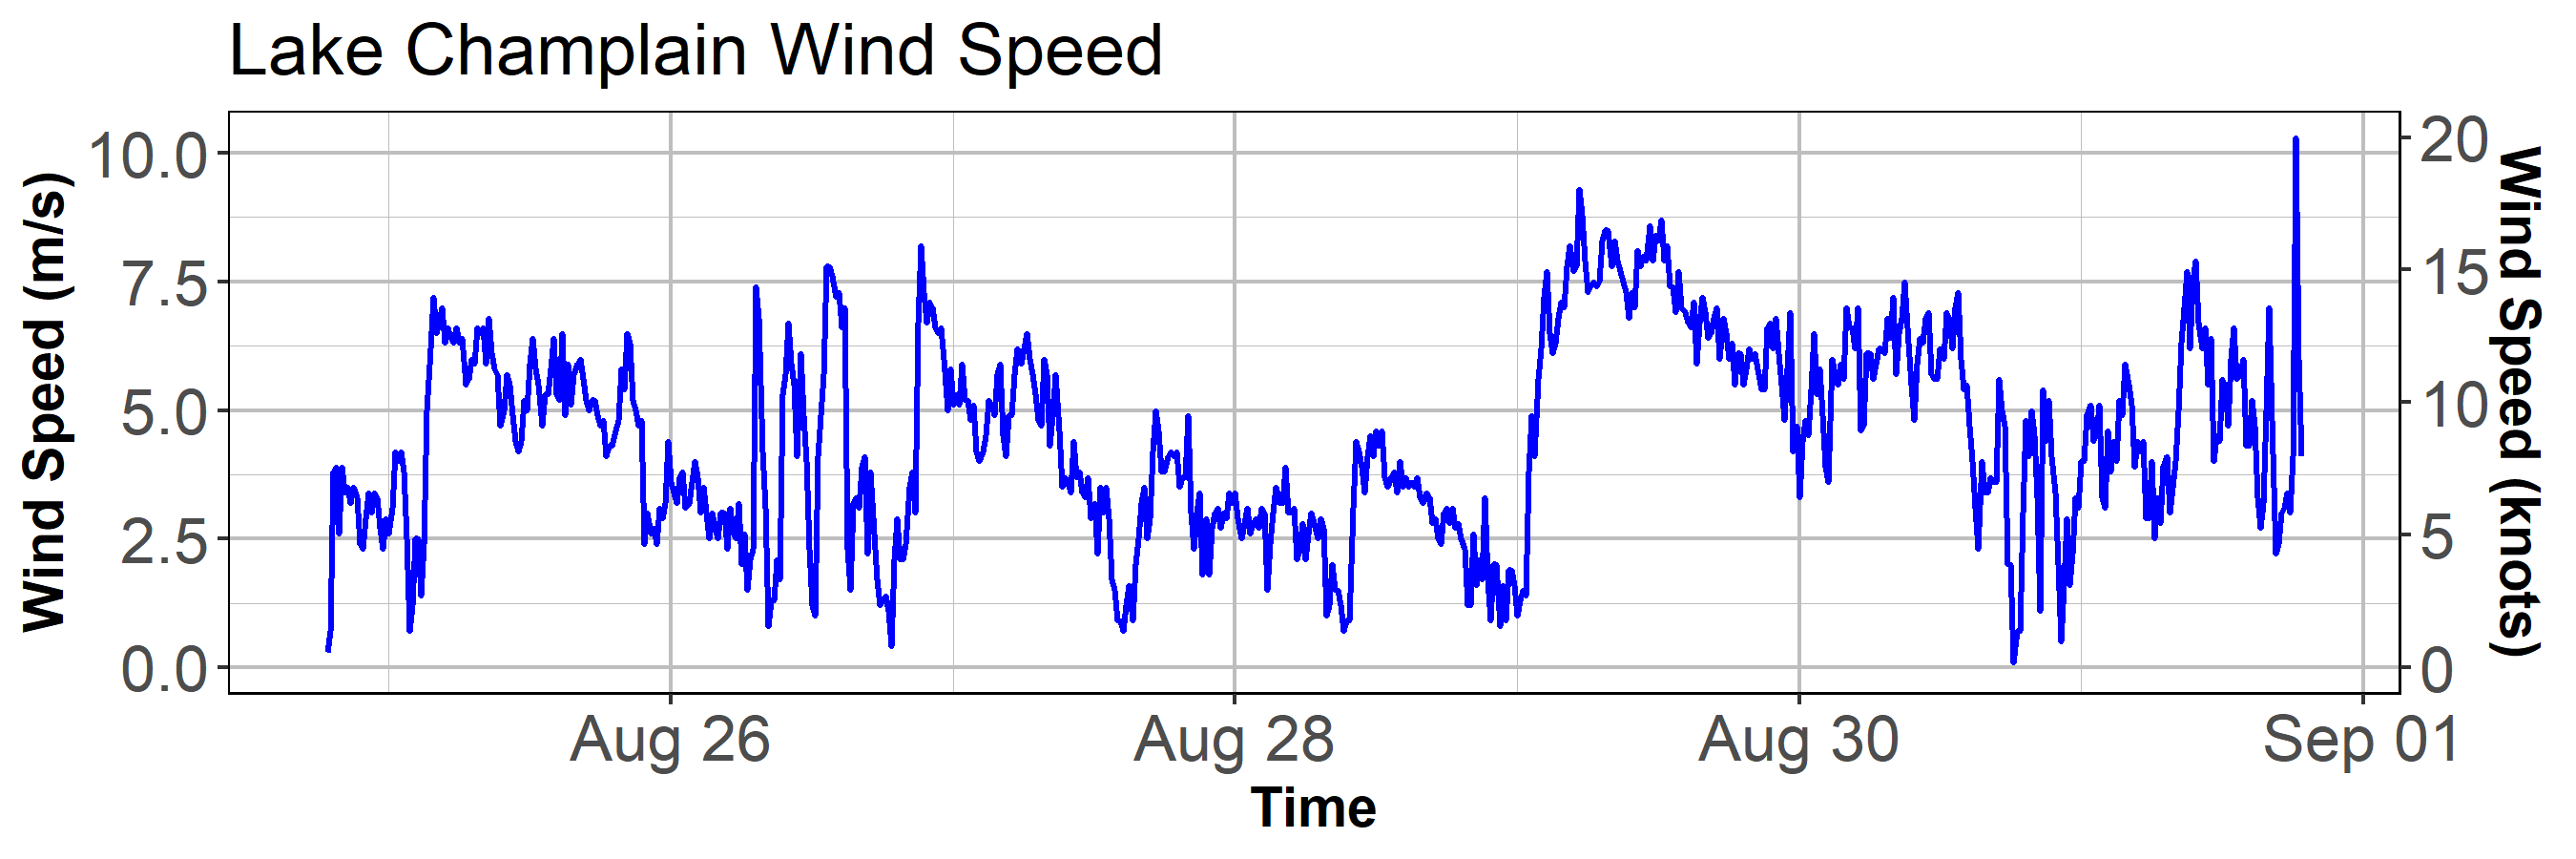 Lake Champlain Wind Speed
Wind Speed (m/s)
10.0
7.5
5.0
2.5
0.0
20
15
10
5
0
Wind Speed (knots)
Aug 26
Aug 28
Aug 30
Sep 01
Time